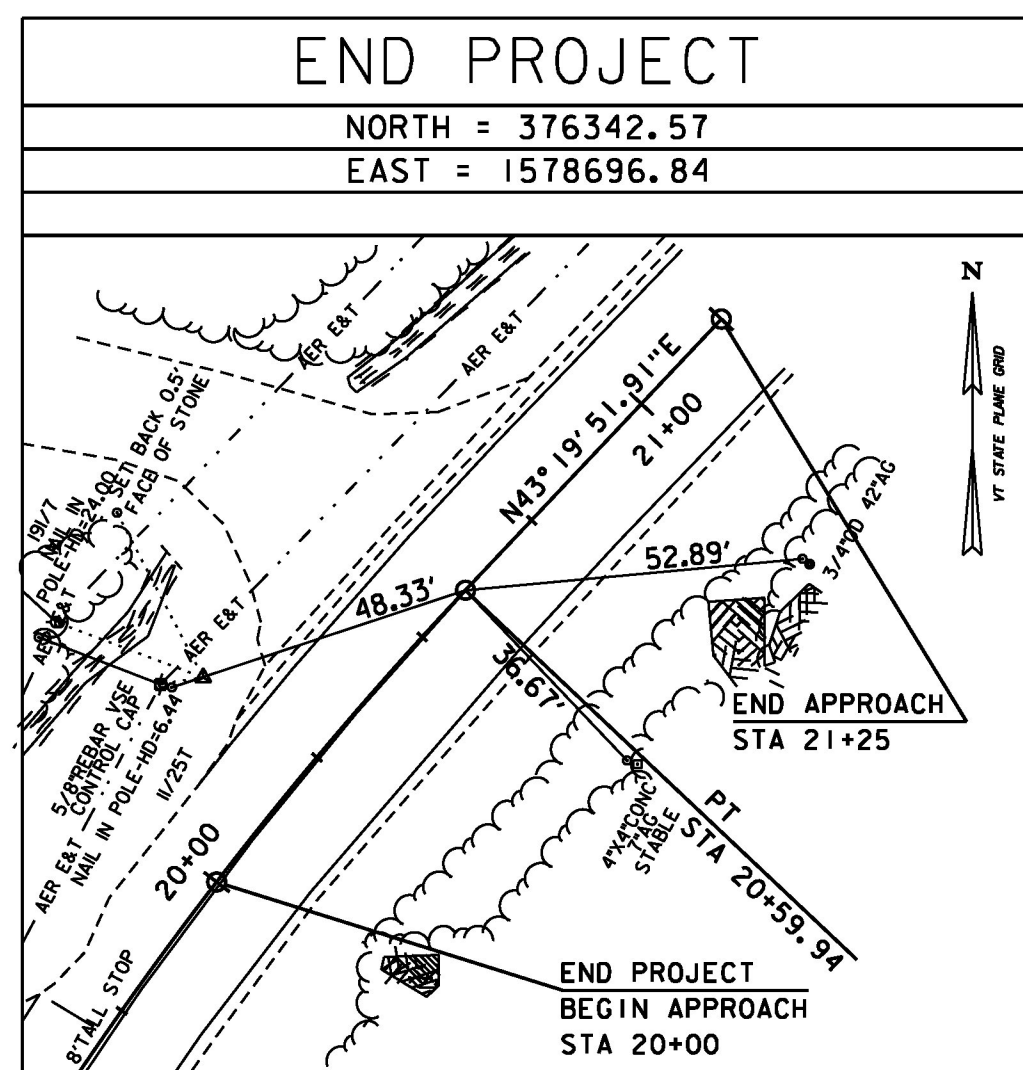 END PROJECT
NORTH = 376342.57
EAST = 1578696.84
N
VT STATE PLANE GRID
AER E&T
AER E&T
N43° 19' 51.91"E
21+00
SET BACK 0.5'
FACE OF STONE
191/7
NAIL IN
POLE-HD=24.00
42"AG
3/4"OD
52.89'
48.33'
AER E&T
AER E&T
36.67'
END APPROACH
STA 21+25
5/8"REBAR VSE
CONTROL CAP
NAIL IN POLE-HD=6.44
11/25T
AER E&T
4"X4"CONC
7"AG
STABLE
PT
STA 20+59.94
20+00
8'TALL STOP
END PROJECT
BEGIN APPROACH
STA 20+00